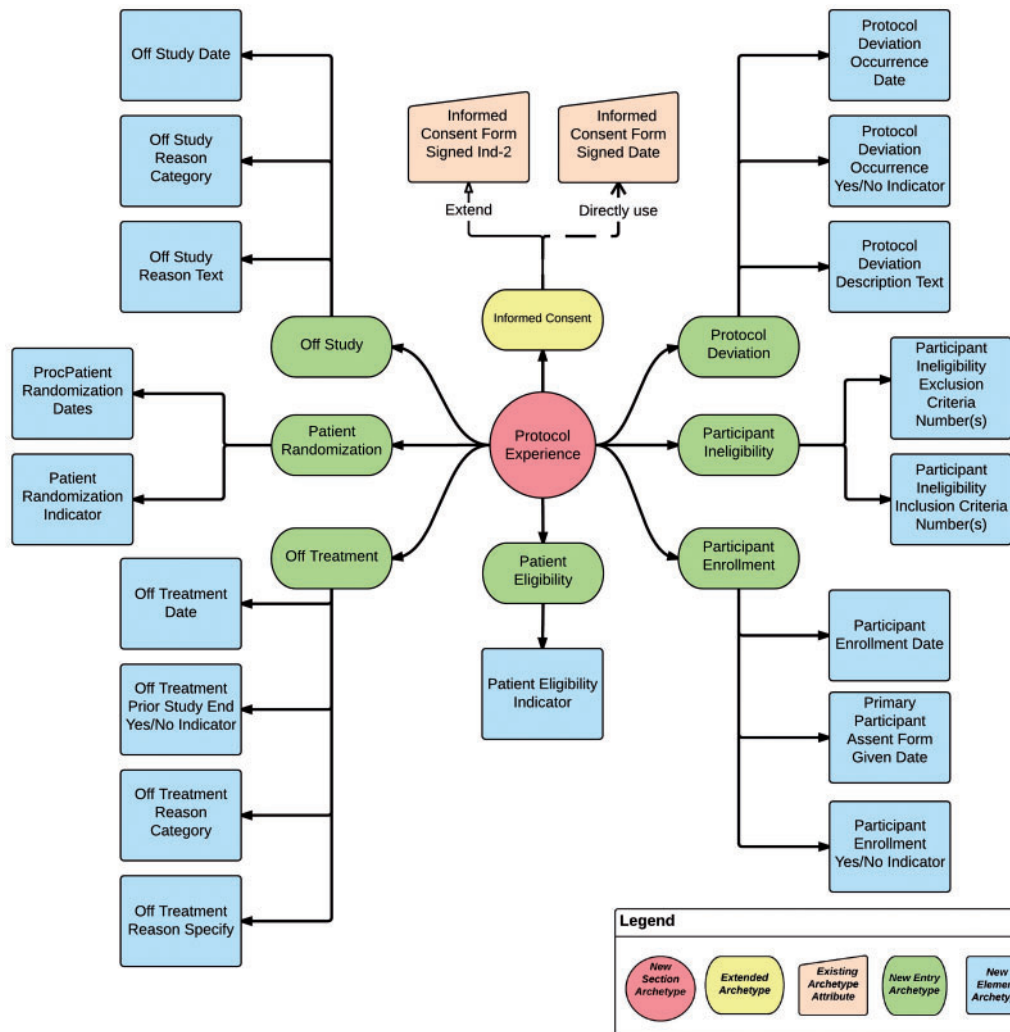 Off Study Date
Off Study
Reason
Category
Off Study
Reason Text
Informed
Consent Form
Signed Ind-2
Informed
Consent Form
Signed Date
Extend
Directly use
Protocol
Deviation
Occurrence
Date
Protocol
Deviation
Occurrence
Yes/No Indicator
Protocol
Deviation
Description Text
Informed Consent
Off Study
Protocol
Deviation
ProcPatient
Randomization
Dates
Patient
Randomization
Indicator
Patient
Randomization
Protocol
Experience
Participant
Ineligibility
Participant
Ineligibility
Exclusion
Criteria
Number(s)
Participant
Ineligibility
Inclusion Criteria
Number(s)
Off Treatment
Patient
Eligibility
Participant
Enrollment
Off Treatment
Date
Off Treatment
Prior Study End
Yes/No Indicator
Off Treatment
Reason
Category
Off Treatment
Reason Specify
Patient Eligibility
Indicator
Participant
Enrollment Date
Primary
Participant
Assent Form
Given Date
Participant
Enrollment
Yes/No Indicator
Legend
New
Section
Archetype
Extended
Archetype
Existing
Archetype
Attribute
New Entry
Archetype
New